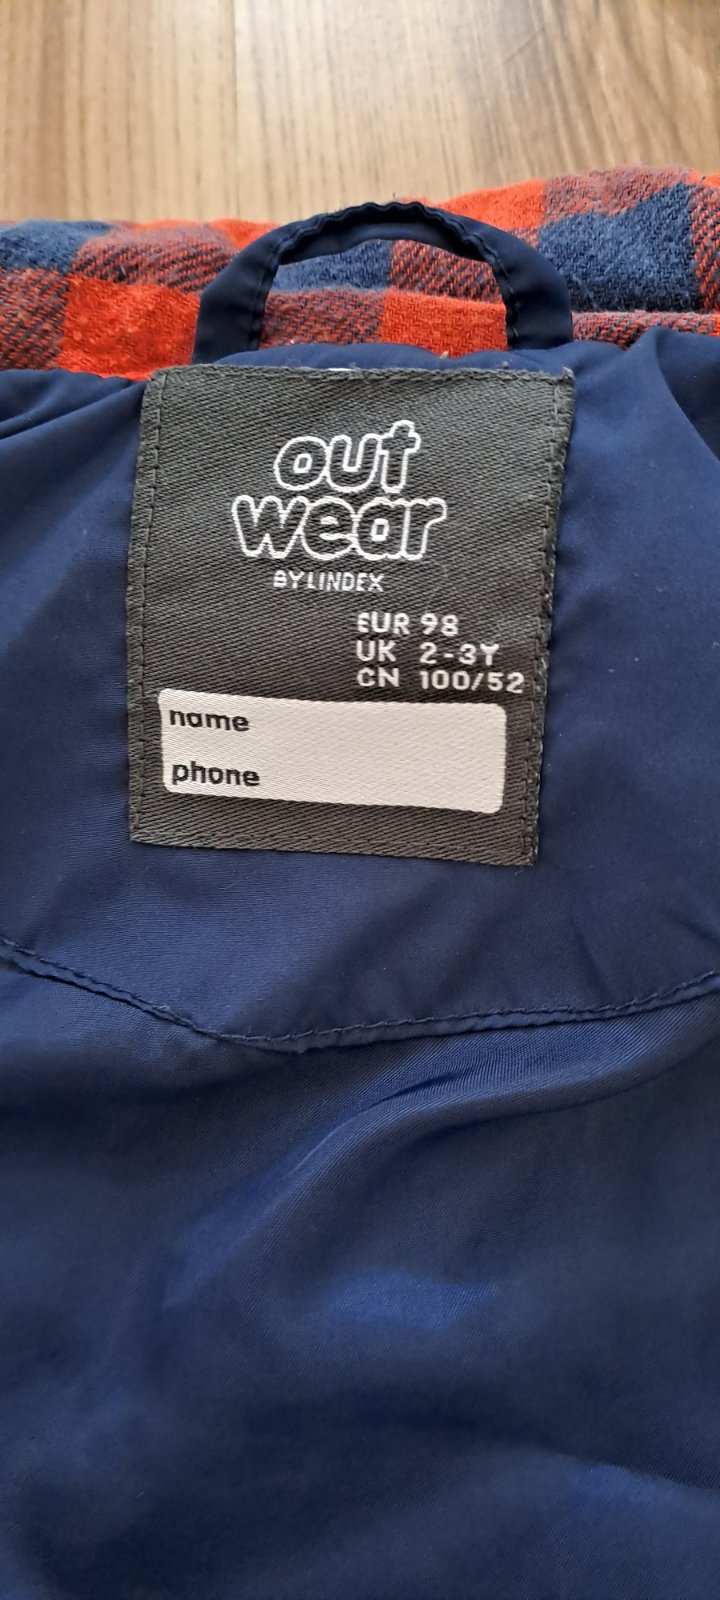 out
wear
BY LINDEX
EUR 98
UK 2-3Y
CN 100/52
name
phone